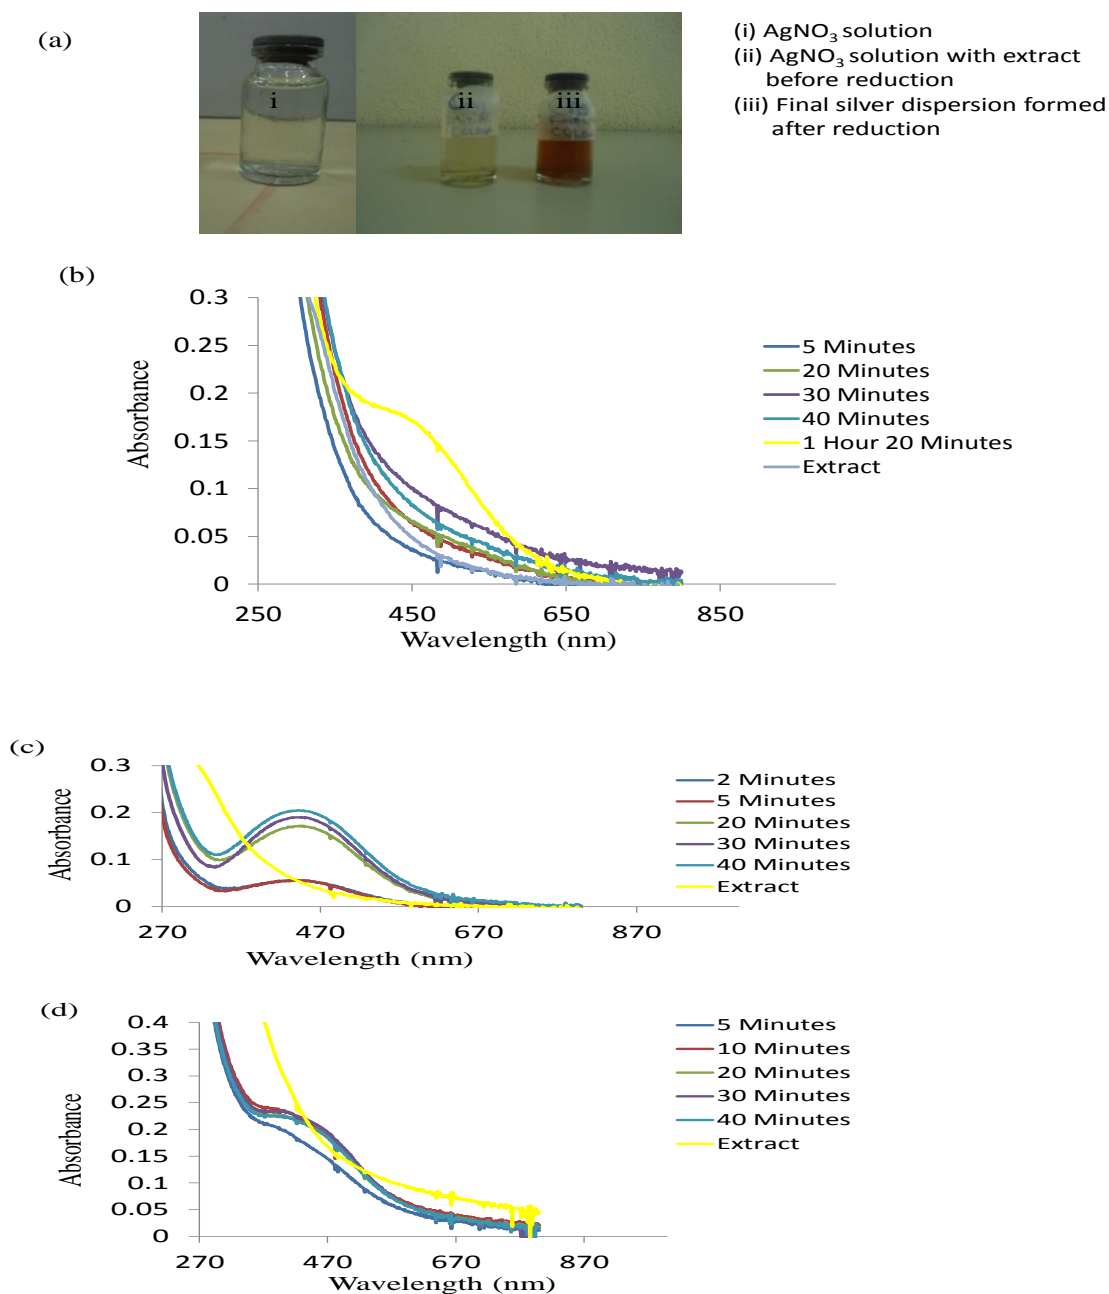 (a)
(i) AgNO₃ solution
(ii) AgNO₃ solution with extract
before reduction
(iii) Final silver dispersion formed
after reduction
i
ii
iii
(b)
0.3
0.25
0.2
0.15
0.1
0.05
0
Absorbance
250
450
650
850
Wavelength (nm)
5 Minutes
20 Minutes
30 Minutes
40 Minutes
1 Hour 20 Minutes
Extract
(c)
0.3
0.2
0.1
0
Absorbance
270
470
670
870
Wavelength (nm)
2 Minutes
5 Minutes
20 Minutes
30 Minutes
40 Minutes
Extract
(d)
0.4
0.35
0.3
0.25
0.2
0.15
0.1
0.05
0
Absorbance
270
470
670
870
Wavelength (nm)
5 Minutes
10 Minutes
20 Minutes
30 Minutes
40 Minutes
Extract